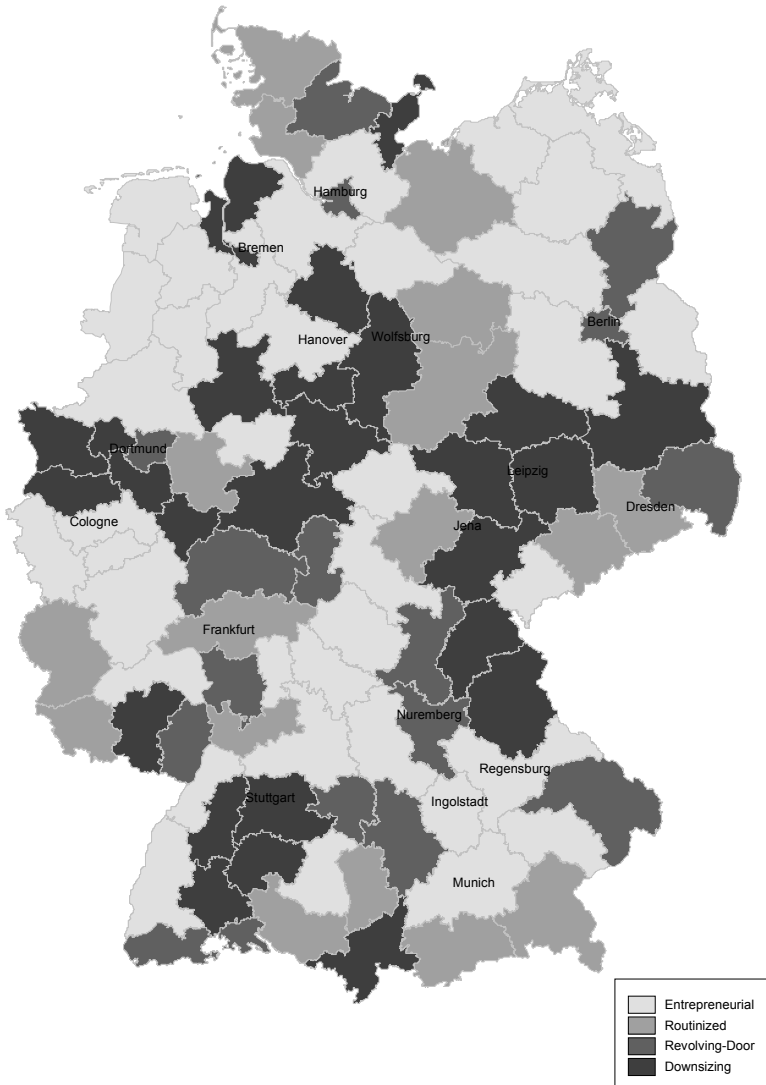 Hamburg
Bremen
Berlin
Hanover
Wolfsburg
Dortmund
Leipzig
Dresden
Cologne
Jena
Frankfurt
Nuremberg
Regensburg
Stuttgart
Ingolstadt
Munich
Entrepreneurial
Routinized
Revolving-Door
Downsizing